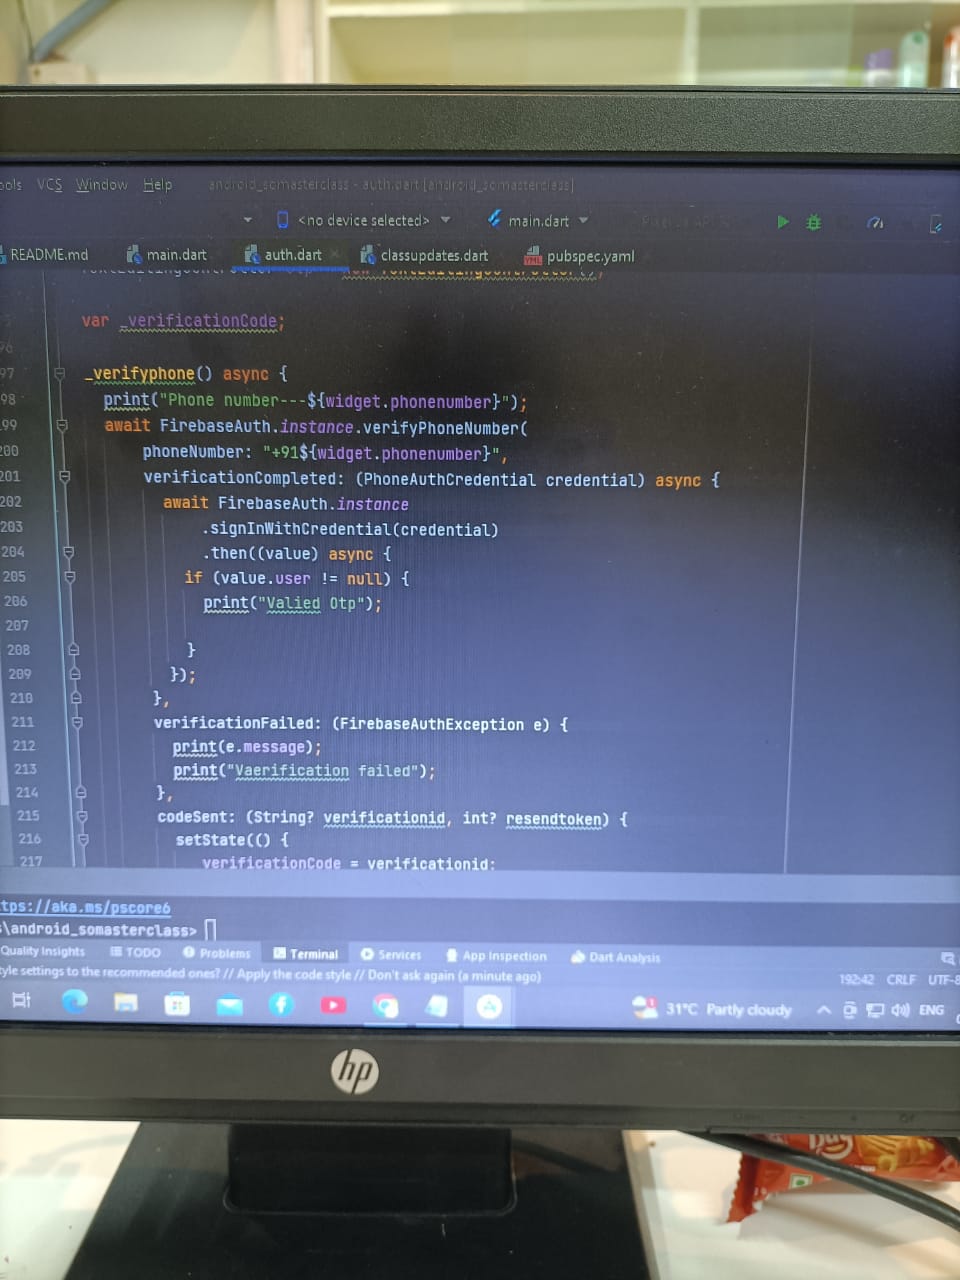 ools VCS Window Help android_somasterclass - auth.dart [android_somasterclass]
<no device selected> main.dart
README.md main.dart auth.dart classupdates.dart pubspec.yaml
var _verificationCode;
96
97 _verifyphone() async {
98 print("Phone number---${widget.phonenumber}");
99 await FirebaseAuth.instance.verifyPhoneNumber(
200 phoneNumber: "+91${widget.phonenumber}",
201 verificationCompleted: (PhoneAuthCredential credential) async {
202 await FirebaseAuth.instance
203 .signInWithCredential(credential)
204 .then((value) async {
205 if (value.user != null) {
206 print("Valied Otp");
207
208 }
209 });
210 },
211 verificationFailed: (FirebaseAuthException e) {
212 print(e.message);
213 print("Vaerification failed");
214 },
215 codeSent: (String? verificationid, int? resendtoken) {
216 setState(() {
217 verificationCode = verificationid;
ttps://aka.ms/pscore6
s\android_somasterclass>
Quality Insights TODO Problems Terminal Services App Inspection Dart Analysis
tyle settings to the recommended ones? // Apply the code style // Don't ask again (a minute ago) 192:42 CRLF UTF-8
1 31°C Partly cloudy ENG
hp